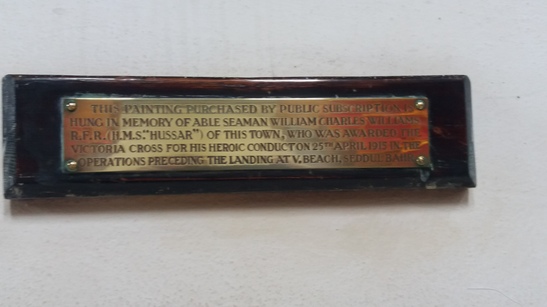 THIS PAINTING PURCHASED BY PUBLIC SUBSCRIPTION IS
HUNG IN MEMORY OF ABLE SEAMAN WILLIAM CHARLES WILLIAMS
R.F.R. (H.M.S. "HUSSAR") OF THIS TOWN, WHO WAS AWARDED THE
VICTORIA CROSS FOR HIS HEROIC CONDUCT ON 25TH APRIL, 1915 IN THE
OPERATIONS PRECEDING THE LANDING AT V. BEACH, SEDDUL BAHR.